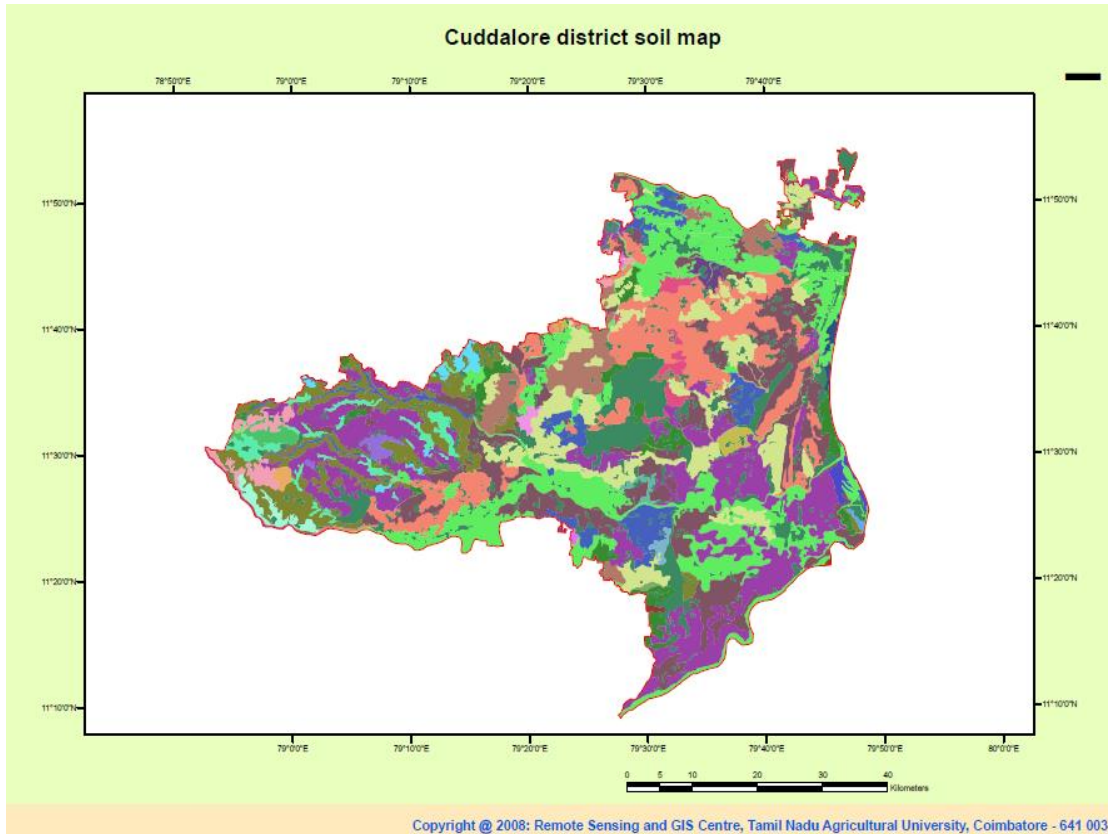 Cuddalore district soil map
78°50'0"E 79°0'0"E 79°10'0"E 79°20'0"E 79°30'0"E 79°40'0"E
11°50'0"N 11°50'0"N
11°40'0"N 11°40'0"N
11°30'0"N 11°30'0"N
11°20'0"N 11°20'0"N
11°10'0"N 11°10'0"N
79°0'0"E 79°10'0"E 79°20'0"E 79°30'0"E 79°40'0"E 79°50'0"E 80°0'0"E
0 5 10 20 30 40
Kilometers
Copyright @ 2008: Remote Sensing and GIS Centre, Tamil Nadu Agricultural University, Coimbatore - 641 003